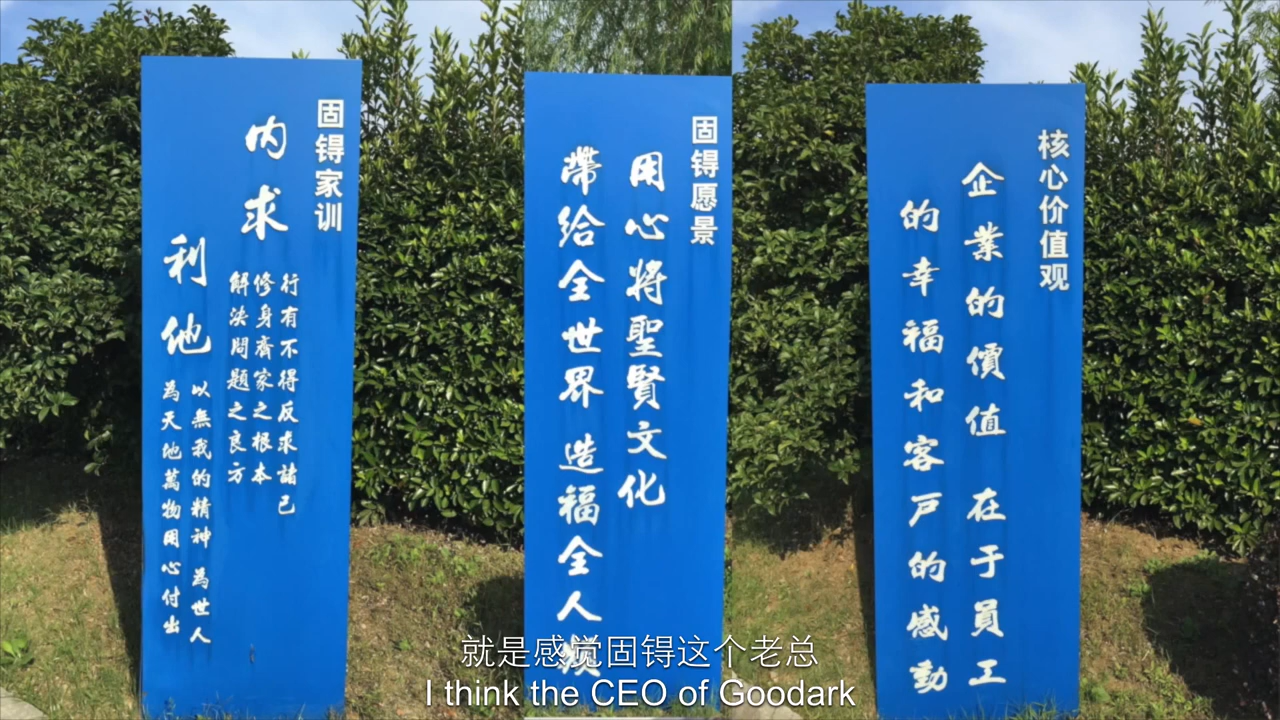 固锝家训
内求
行有不得反求諸己
修身齊家之根本
解決問題之良方
利他
以無我的精神 為世人
為天地萬物用心付出
固锝愿景
用心將聖賢文化
帶给全世界 造福全人類
核心价值观
企業的價值 在于員工
的幸福和客戶的感動
就是感觉固锝这个老总
I think the CEO of Goodark